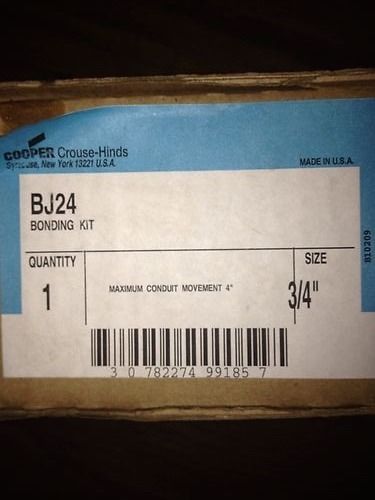 COOPER Crouse-Hinds
Syracuse, New York 13221 U.S.A.
MADE IN U.S.A.
BJ24
BONDING KIT
QUANTITY
1
MAXIMUM CONDUIT MOVEMENT 4"
SIZE
3/4"
B10209
3 0 782274 99185 7